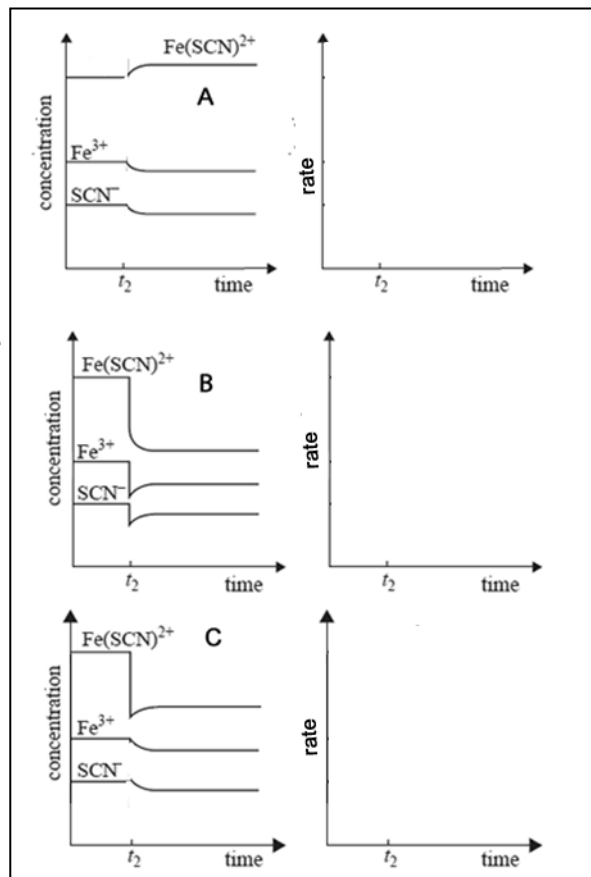 Fe(SCN)²⁺
A
Fe³⁺
SCN⁻
concentration
t₂
time
rate
t₂
time
Fe(SCN)²⁺
B
Fe³⁺
SCN⁻
concentration
t₂
time
rate
t₂
time
Fe(SCN)²⁺
C
Fe³⁺
SCN⁻
concentration
t₂
time
rate
t₂
time